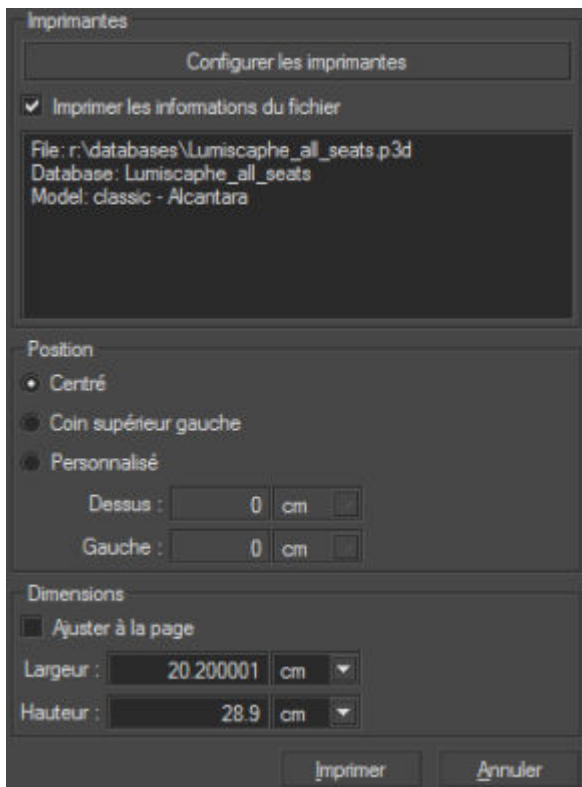 Imprimantes
Configurer les imprimantes
Imprimer les informations du fichier
File: r:\databases\Lumiscaphe_all_seats.p3d
Database: Lumiscaphe_all_seats
Model: classic - Alcantara
Position
Centré
Coin supérieur gauche
Personnalisé
Dessus : 0 cm
Gauche : 0 cm
Dimensions
Ajuster à la page
Largeur : 20.200001 cm
Hauteur : 28.9 cm
Imprimer Annuler